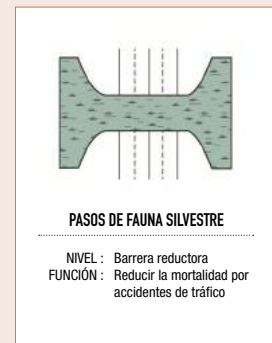 PASOS DE FAUNA SILVESTRE
NIVEL : Barrera reductora
FUNCIÓN : Reducir la mortalidad por
accidentes de tráfico